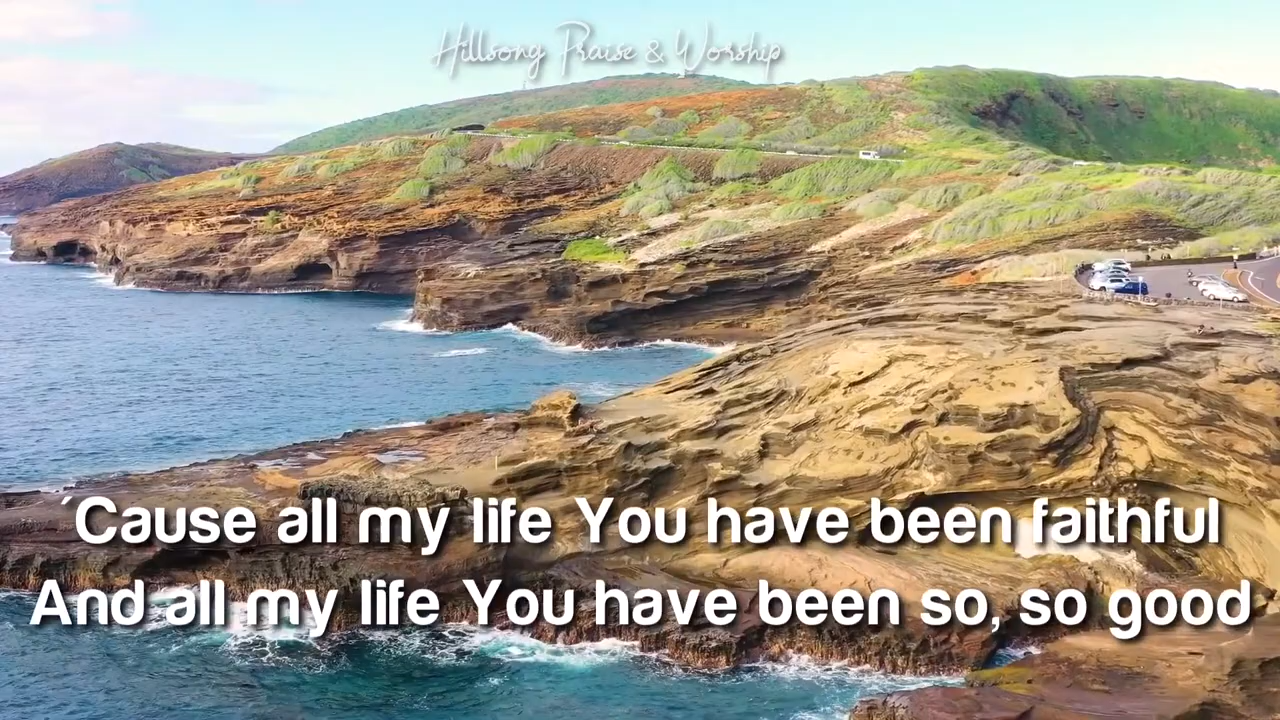 Hillsong Praise & Worship
´Cause all my life You have been faithful
And all my life You have been so, so good